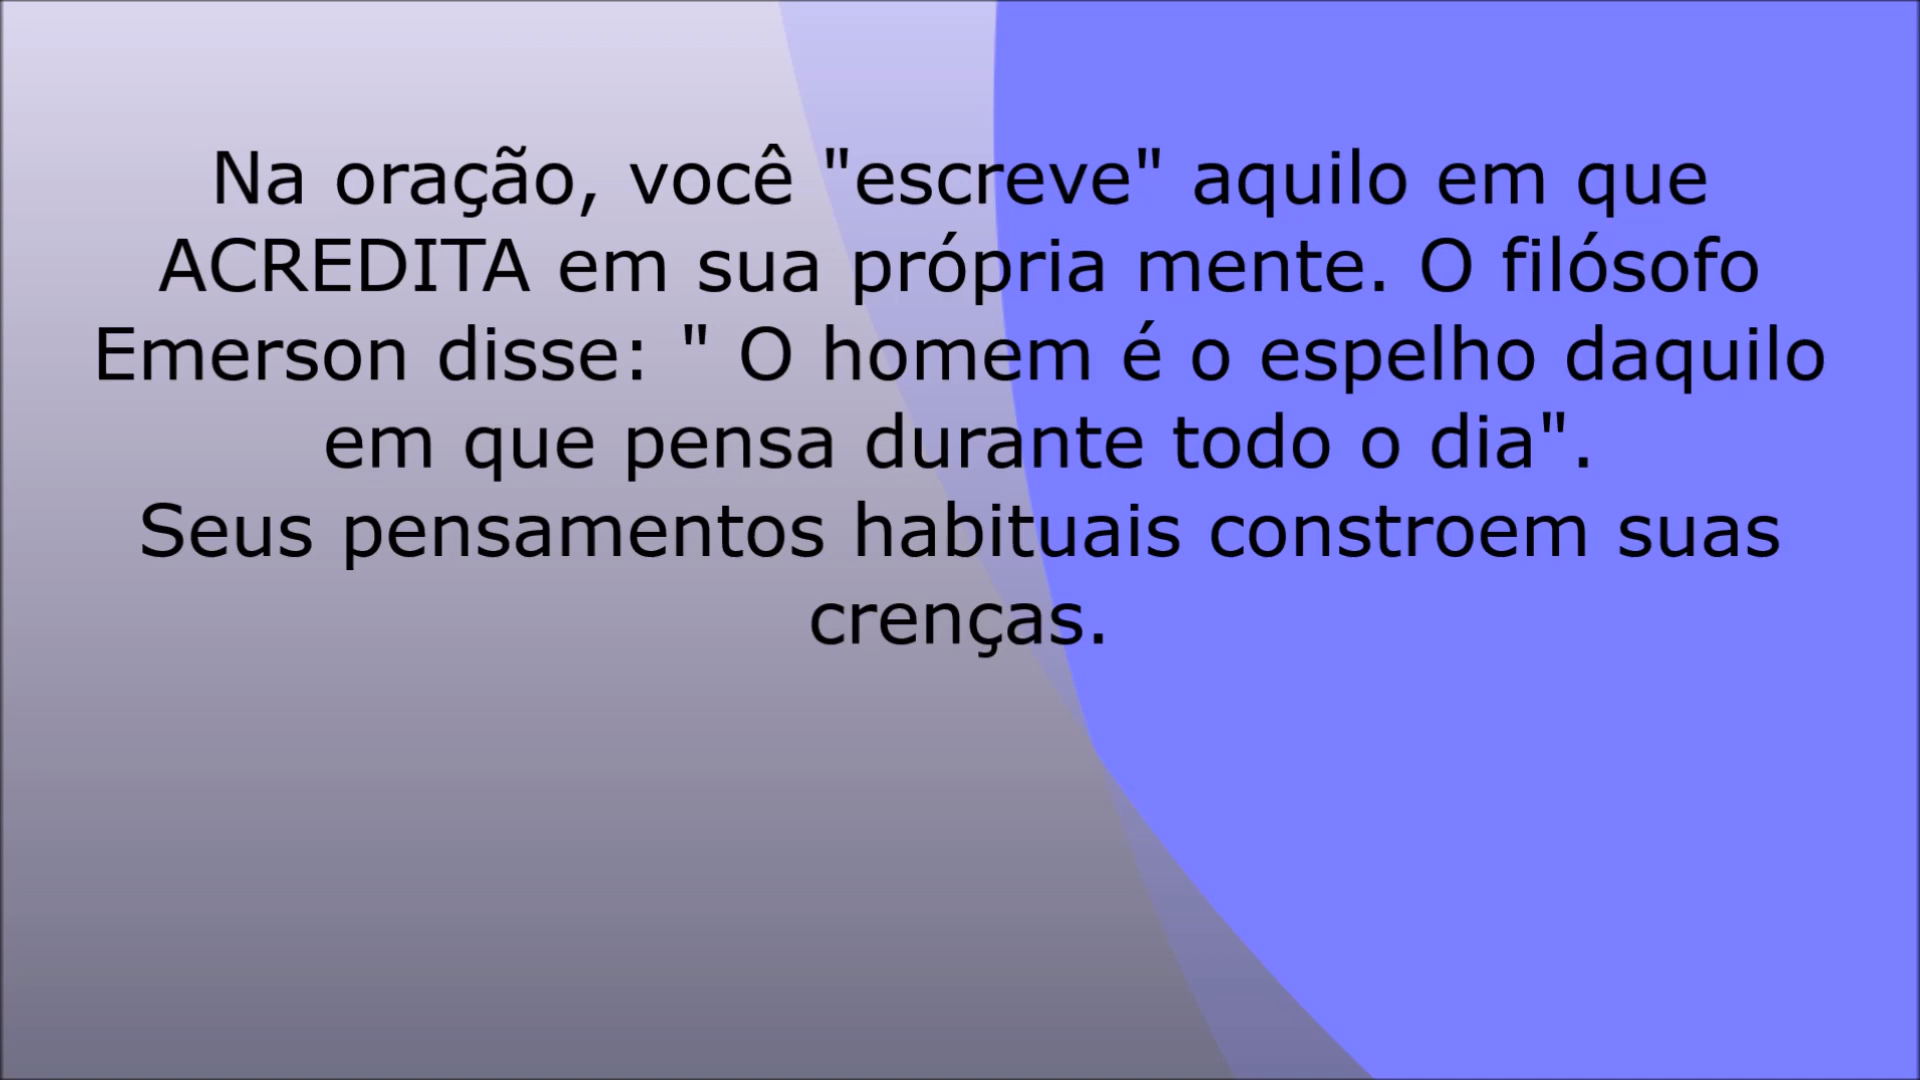 Na oração, você "escreve" aquilo em que
ACREDITA em sua própria mente. O filósofo
Emerson disse: " O homem é o espelho daquilo
em que pensa durante todo o dia".
Seus pensamentos habituais constroem suas
crenças.